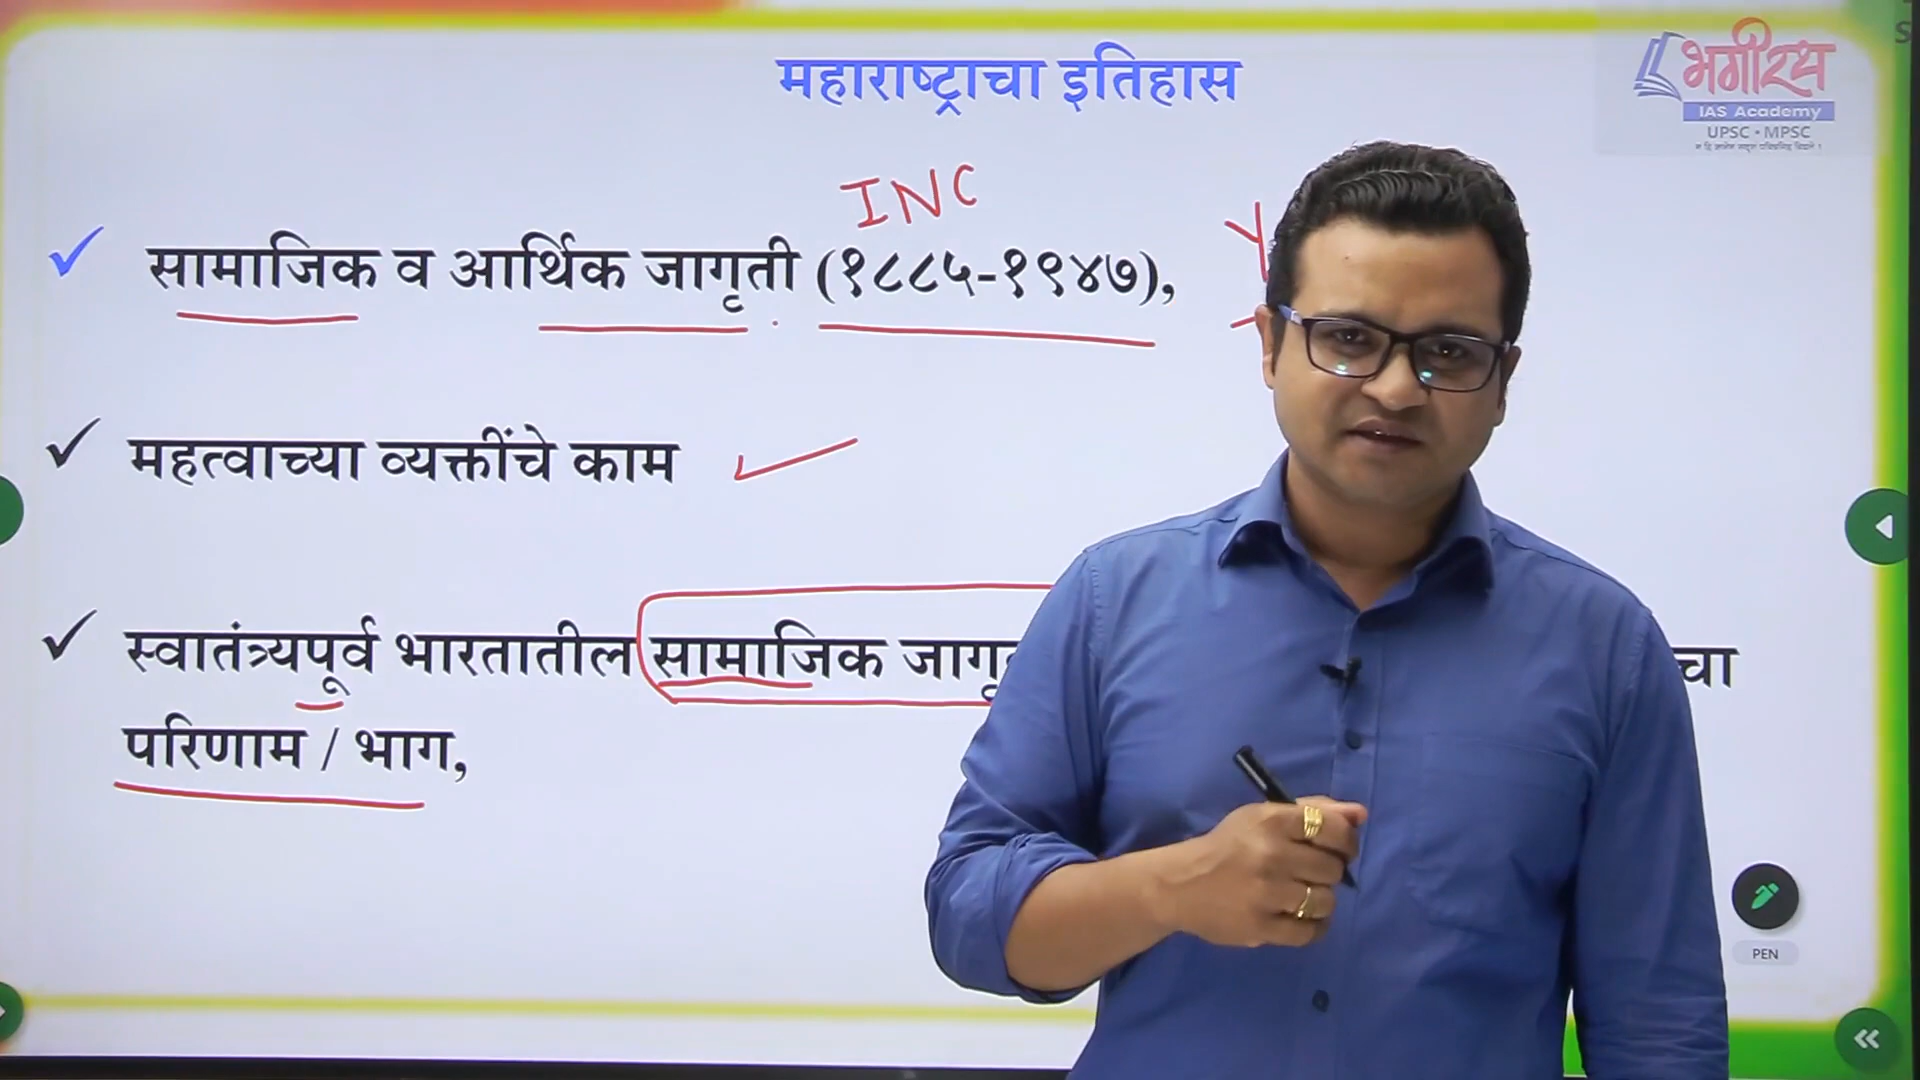 महाराष्ट्राचा इतिहास
भगीरथ
IAS Academy
UPSC • MPSC
INC
सामाजिक व आर्थिक जागृती (१८८५-१९४७),
महत्वाच्या व्यक्तींचे काम
स्वातंत्र्यपूर्व भारतातील सामाजिक जागृ चा
परिणाम / भाग,
PEN